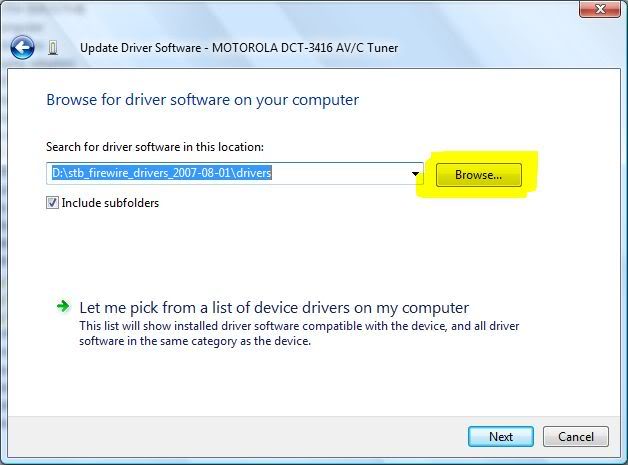 Update Driver Software - MOTOROLA DCT-3416 AV/C Tuner
Browse for driver software on your computer
Search for driver software in this location:
D:\stb_firewire_drivers_2007-08-01\drivers
Browse...
Include subfolders
Let me pick from a list of device drivers on my computer
This list will show installed driver software compatible with the device, and all driver
software in the same category as the device.
Next
Cancel